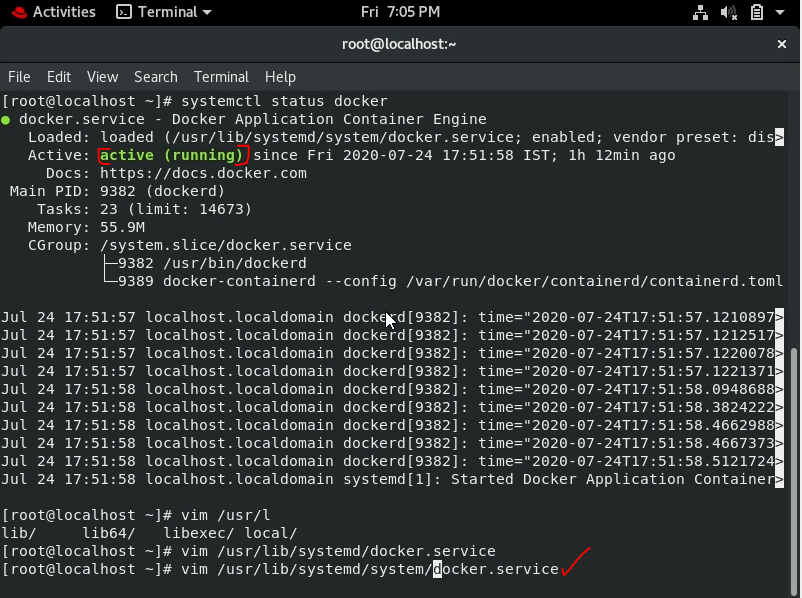 Activities Terminal Fri 7:05 PM
root@localhost:~ ×
File Edit View Search Terminal Help
[root@localhost ~]# systemctl status docker
● docker.service - Docker Application Container Engine
   Loaded: loaded (/usr/lib/systemd/system/docker.service; enabled; vendor preset: dis>
   Active: active (running) since Fri 2020-07-24 17:51:58 IST; 1h 12min ago
     Docs: https://docs.docker.com
 Main PID: 9382 (dockerd)
    Tasks: 23 (limit: 14673)
   Memory: 55.9M
   CGroup: /system.slice/docker.service
           ├─9382 /usr/bin/dockerd
           └─9389 docker-containerd --config /var/run/docker/containerd/containerd.toml
Jul 24 17:51:57 localhost.localdomain dockerd[9382]: time="2020-07-24T17:51:57.1210897>
Jul 24 17:51:57 localhost.localdomain dockerd[9382]: time="2020-07-24T17:51:57.1212517>
Jul 24 17:51:57 localhost.localdomain dockerd[9382]: time="2020-07-24T17:51:57.1220078>
Jul 24 17:51:57 localhost.localdomain dockerd[9382]: time="2020-07-24T17:51:57.1221371>
Jul 24 17:51:58 localhost.localdomain dockerd[9382]: time="2020-07-24T17:51:58.0948688>
Jul 24 17:51:58 localhost.localdomain dockerd[9382]: time="2020-07-24T17:51:58.3824222>
Jul 24 17:51:58 localhost.localdomain dockerd[9382]: time="2020-07-24T17:51:58.4662988>
Jul 24 17:51:58 localhost.localdomain dockerd[9382]: time="2020-07-24T17:51:58.4667373>
Jul 24 17:51:58 localhost.localdomain dockerd[9382]: time="2020-07-24T17:51:58.5121724>
Jul 24 17:51:58 localhost.localdomain systemd[1]: Started Docker Application Container>
[root@localhost ~]# vim /usr/l
lib/     lib64/   libexec/ local/
[root@localhost ~]# vim /usr/lib/systemd/docker.service
[root@localhost ~]# vim /usr/lib/systemd/system/docker.service